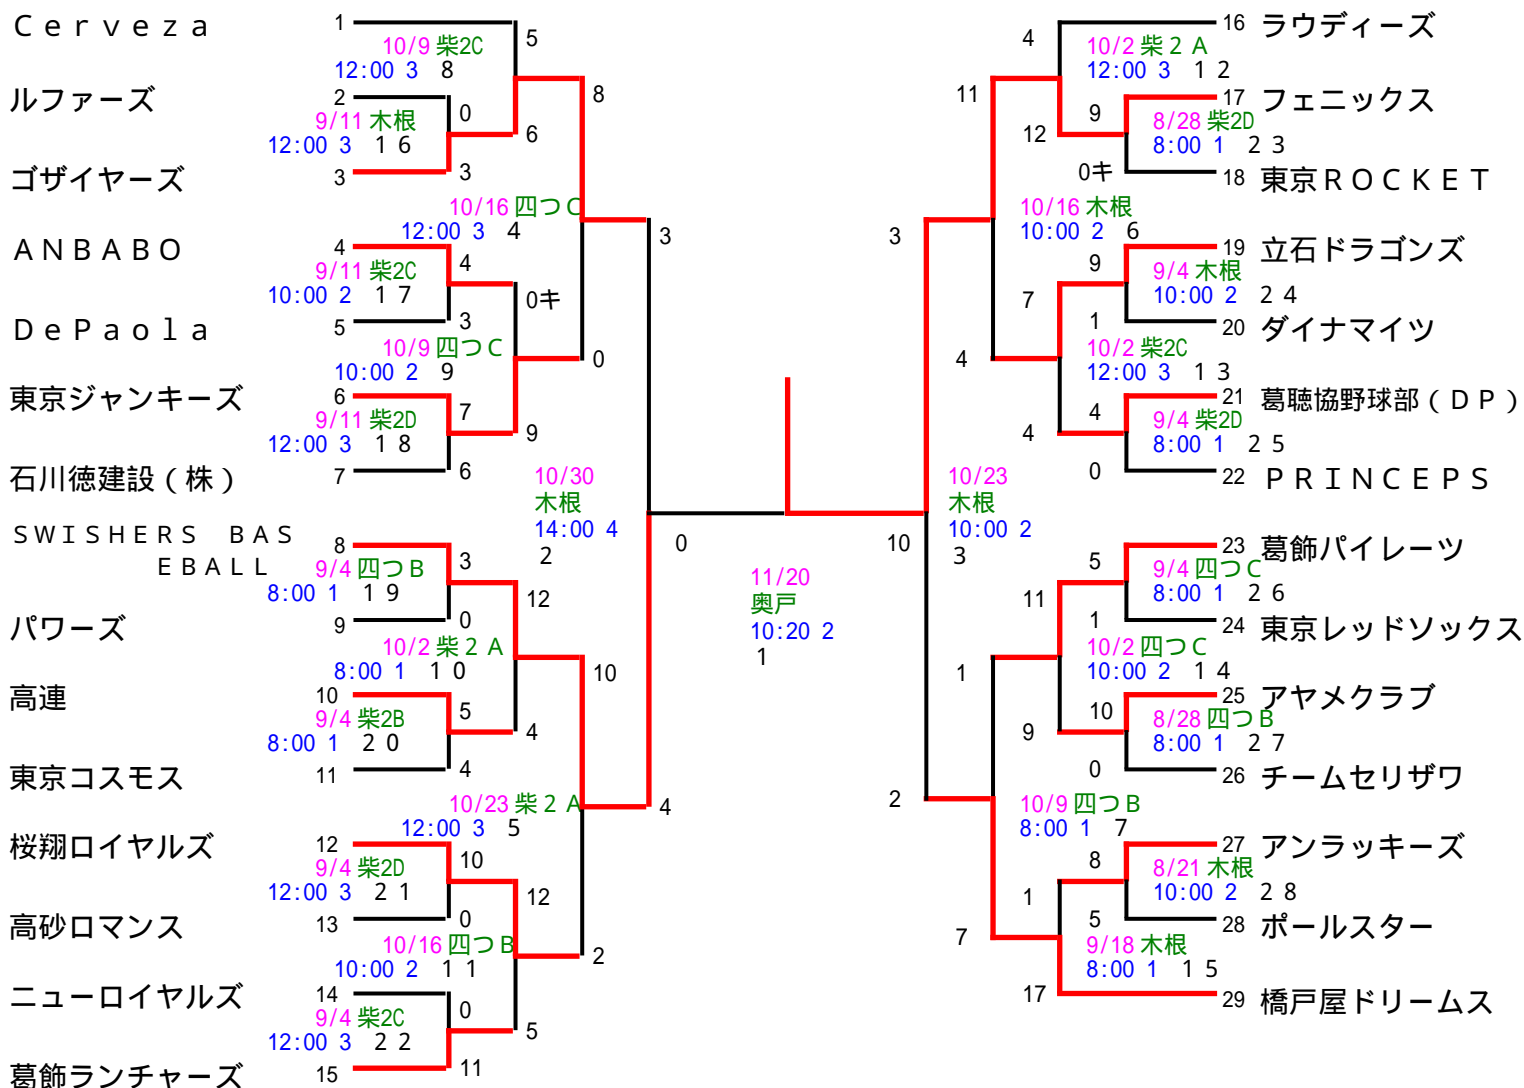 Ｃｅｒｖｅｚａ 1 5
10/9 柴2C
12:00 3 8
ルファーズ 2 0 8
9/11 木根
12:00 3 １６ 6
ゴザイヤーズ 3 3
10/16 四つＣ
12:00 3 4 3
ＡＮＢＡＢＯ 4 4
9/11 柴2C
10:00 2 １７ 0キ
ＤｅＰａｏｌａ 5 3
10/9 四つＣ
10:00 2 9 0
東京ジャンキーズ 6 7
9/11 柴2D
12:00 3 １８ 9
石川徳建設（株） 7 6
10/30
木根
14:00 4
2
ＳＷＩＳＨＥＲＳ　ＢＡＳ
ＥＢＡＬＬ
8 3
9/4 四つＢ
8:00 1 １９ 12
パワーズ 9 0
10/2 柴２Ａ
8:00 1 １０ 10
高連 10 5
9/4 柴2B
8:00 1 ２０ 4
東京コスモス 11 4
10/23 柴２Ａ
12:00 3 5 4
桜翔ロイヤルズ 12 10
9/4 柴2D
12:00 3 ２１ 12
高砂ロマンス 13 0
10/16 四つＢ
10:00 2 １１ 2
ニューロイヤルズ 14 0
9/4 柴2C
12:00 3 ２２ 5
葛飾ランチャーズ 15 11
0 10
11/20
奥戸
10:20 2
1
4 16 ラウディーズ
10/2 柴２Ａ
12:00 3 １２
11 9 17 フェニックス
8/28 柴2D
12 8:00 1 ２３
0キ 18 東京ＲＯＣＫＥＴ
10/16 木根
3 10:00 2 6
9 19 立石ドラゴンズ
9/4 木根
7 10:00 2 ２４
1 20 ダイナマイツ
10/2 柴2C
4 12:00 3 １３
4 21 葛聴協野球部（ＤＰ）
9/4 柴2D
4 8:00 1 ２５
0 22 ＰＲＩＮＣＥＰＳ
10/23
木根
10:00 2
3
5 23 葛飾パイレーツ
9/4 四つＣ
11 8:00 1 ２６
1 24 東京レッドソックス
10/2 四つＣ
1 10:00 2 １４
10 25 アヤメクラブ
8/28 四つＢ
9 8:00 1 ２７
0 26 チームセリザワ
10/9 四つＢ
2 8:00 1 7
8 27 アンラッキーズ
8/21 木根
1 10:00 2 ２８
5 28 ポールスター
9/18 木根
7 8:00 1 １５
17 29 橋戸屋ドリームス